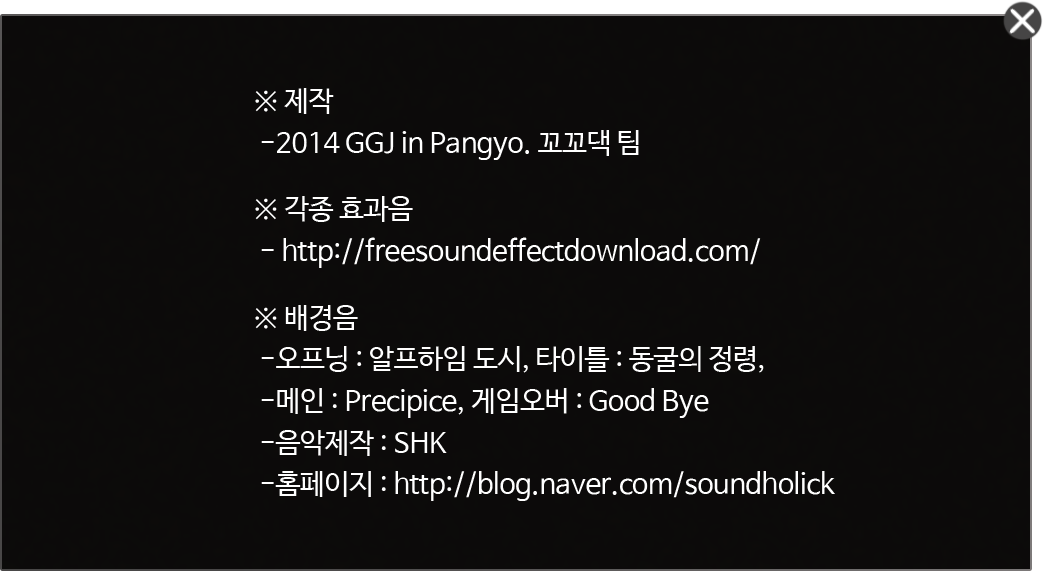 ※ 제작
-2014 GGJ in Pangyo. 꼬꼬댁 팀
※ 각종 효과음
- http://freesoundeffectdownload.com/
※ 배경음
-오프닝 : 알프하임 도시, 타이틀 : 동굴의 정령,
-메인 : Precipice, 게임오버 : Good Bye
-음악제작 : SHK
-홈페이지 : http://blog.naver.com/soundholick